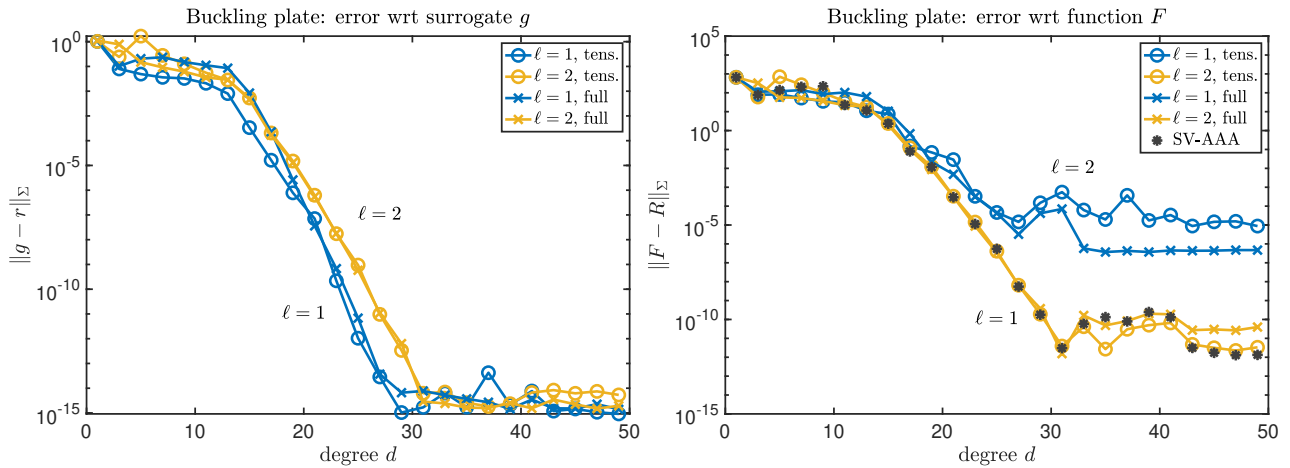 Buckling plate: error wrt surrogate g
10^0
10^-5
10^-10
10^-15
‖g − r‖_Σ
ℓ = 1, tens.
ℓ = 2, tens.
ℓ = 1, full
ℓ = 2, full
ℓ = 2
ℓ = 1
0 10 20 30 40 50
degree d
Buckling plate: error wrt function F
10^5
10^0
10^-5
10^-10
10^-15
‖F − R‖_Σ
ℓ = 1, tens.
ℓ = 2, tens.
ℓ = 1, full
ℓ = 2, full
SV-AAA
ℓ = 2
ℓ = 1
0 10 20 30 40 50
degree d